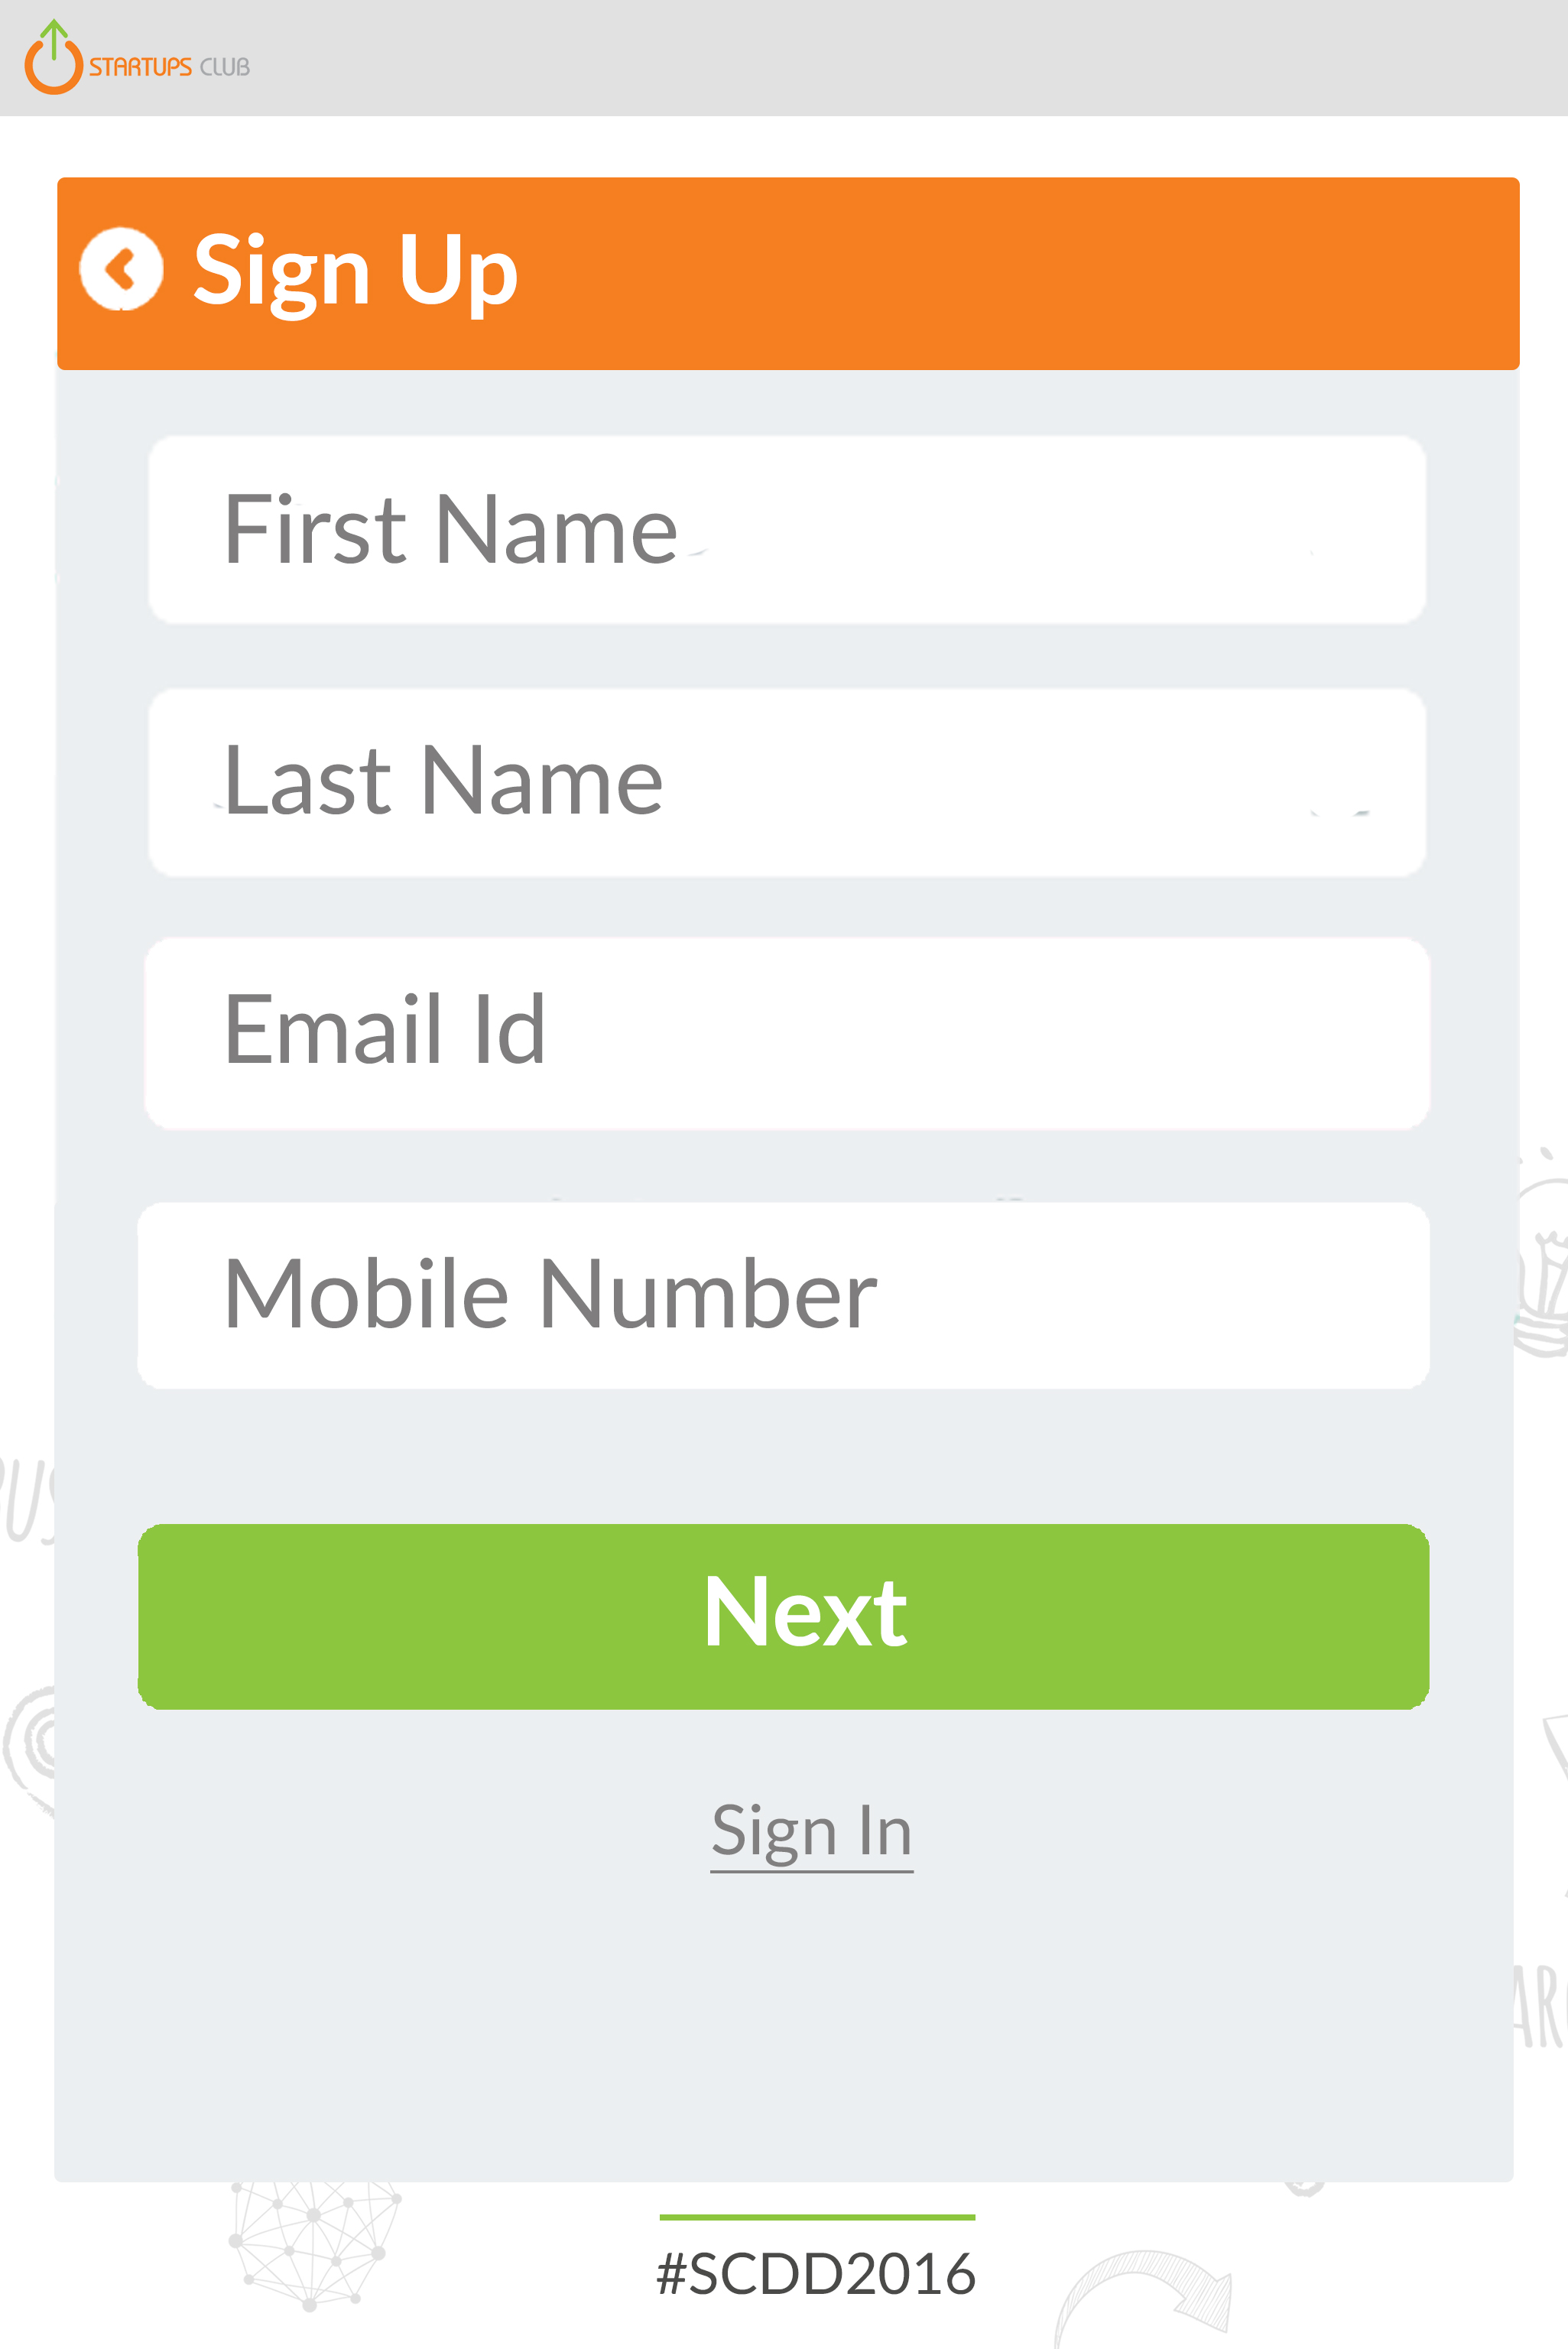 STARTUPS CLUB
Sign Up
First Name
Last Name
Email Id
Mobile Number
Next
Sign In
#SCDD2016